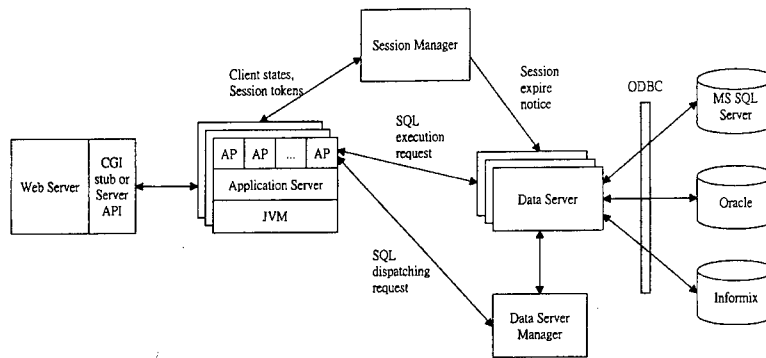 Session Manager
Client states,
Session tokens
Session
expire
notice
ODBC
MS SQL
Server
SQL
execution
request
AP AP ... AP
Application Server
JVM
Web Server
CGI
stub or
Server
API
Data Server
Oracle
SQL
dispatching
request
Data Server
Manager
Informix